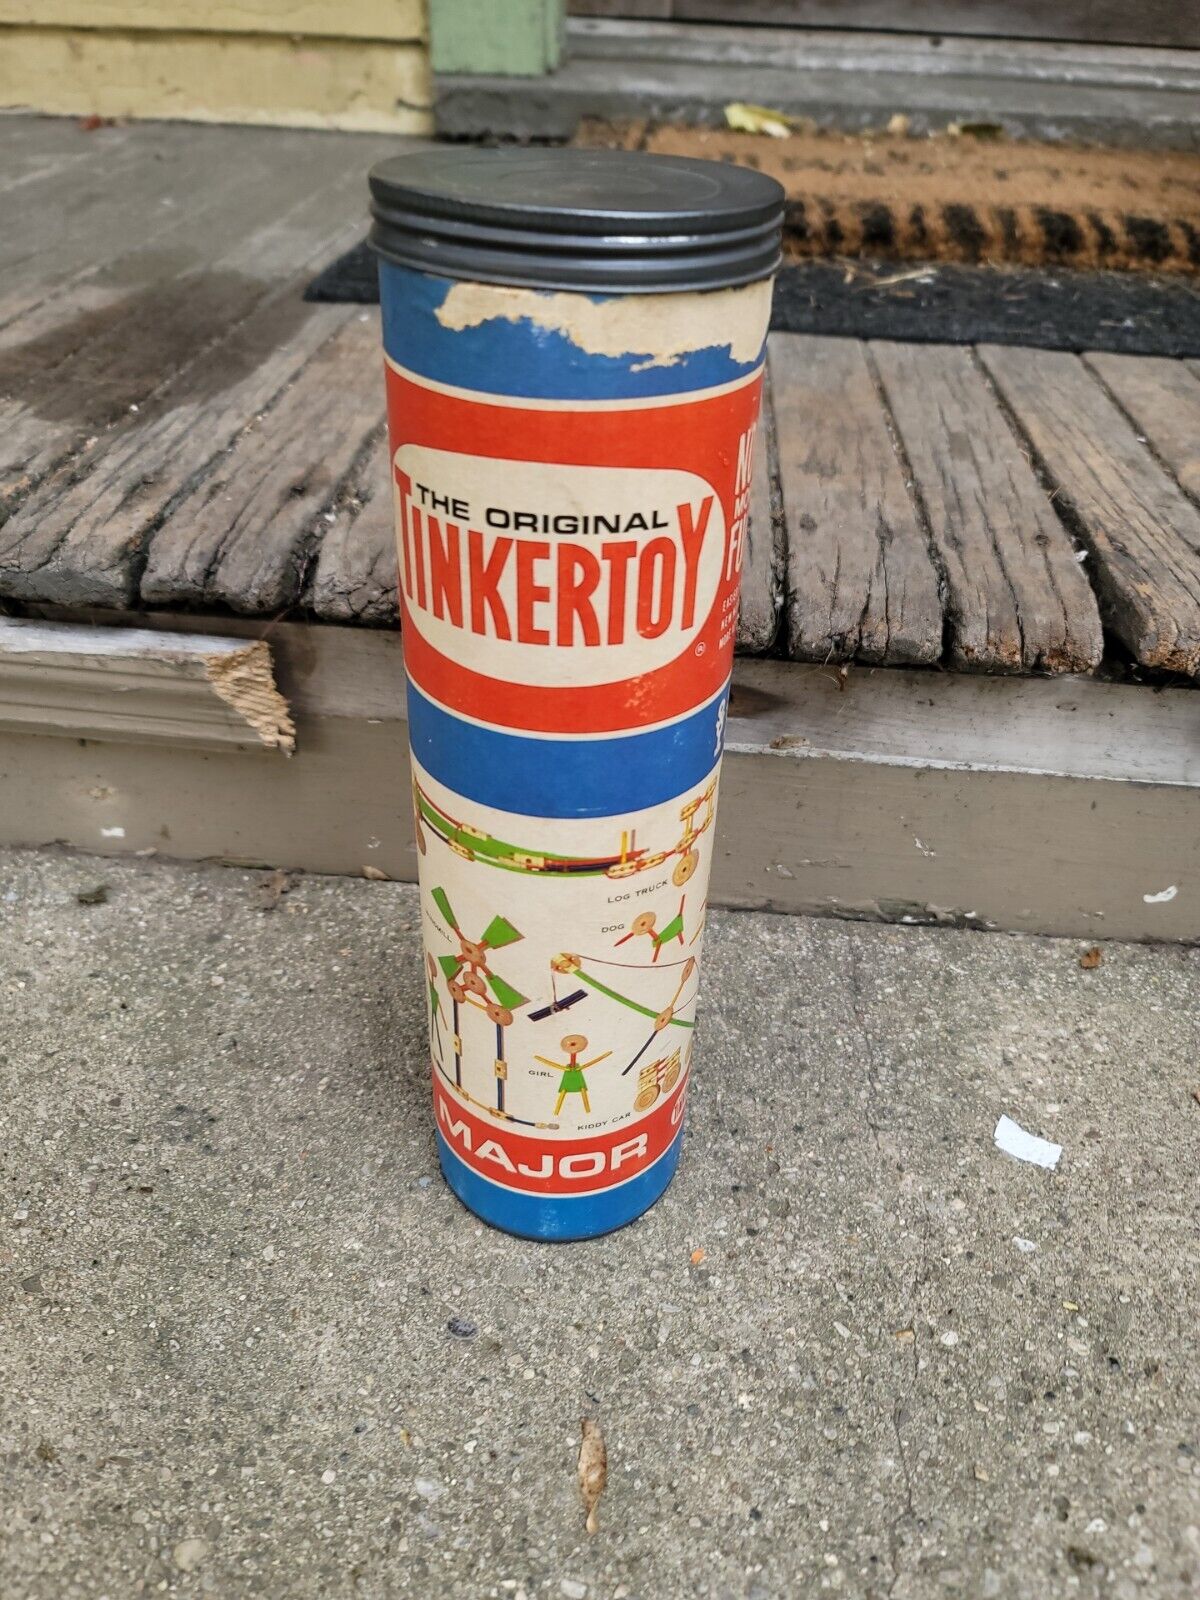 THE ORIGINAL
TINKERTOY
®
LOG TRUCK
DOG
GIRL
KIDDY CAR
MAJOR